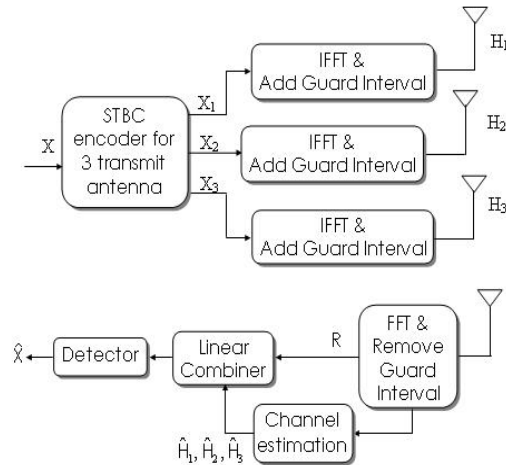 IFFT &
Add Guard Interval
H₁
STBC
encoder for
3 transmit
antenna
X
X₁
X₂
X₃
IFFT &
Add Guard Interval
H₂
IFFT &
Add Guard Interval
H₃
X̂
Detector
Linear
Combiner
R
FFT &
Remove
Guard
Interval
Channel
estimation
Ĥ₁, Ĥ₂, Ĥ₃